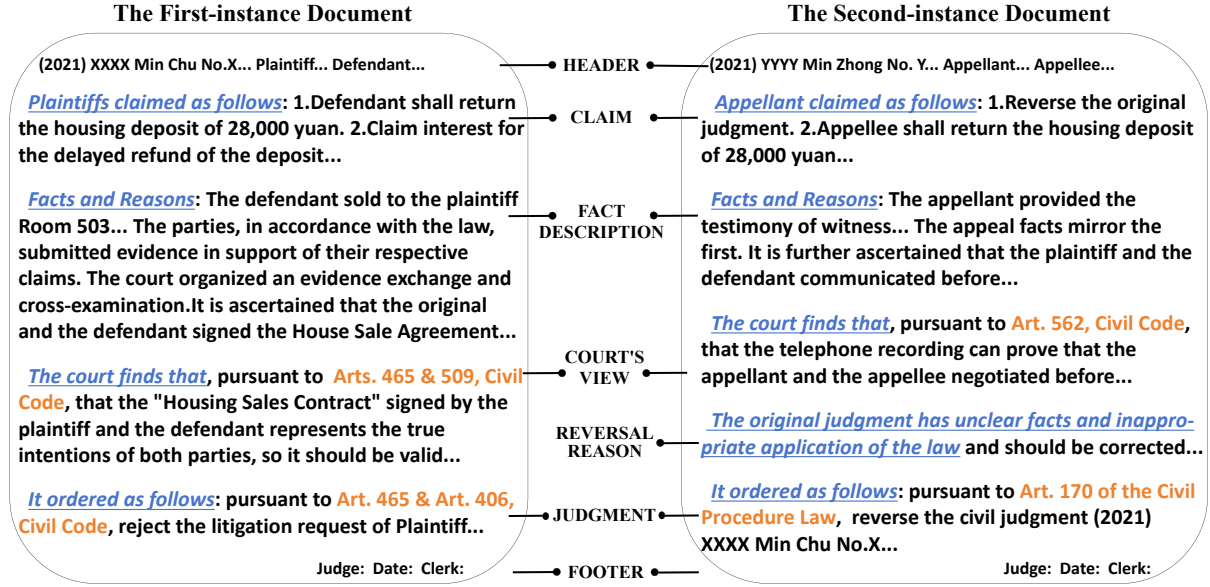 The First-instance Document
(2021) XXXX Min Chu No.X... Plaintiff... Defendant...
Plaintiffs claimed as follows: 1.Defendant shall return
the housing deposit of 28,000 yuan. 2.Claim interest for
the delayed refund of the deposit...
Facts and Reasons: The defendant sold to the plaintiff
Room 503... The parties, in accordance with the law,
submitted evidence in support of their respective
claims. The court organized an evidence exchange and
cross-examination.It is ascertained that the original
and the defendant signed the House Sale Agreement...
The court finds that, pursuant to Arts. 465 & 509, Civil
Code, that the "Housing Sales Contract" signed by the
plaintiff and the defendant represents the true
intentions of both parties, so it should be valid...
It ordered as follows: pursuant to Art. 465 & Art. 406,
Civil Code, reject the litigation request of Plaintiff...
Judge: Date: Clerk:
HEADER
CLAIM
FACT
DESCRIPTION
COURT'S
VIEW
REVERSAL
REASON
JUDGMENT
FOOTER
The Second-instance Document
(2021) YYYY Min Zhong No. Y... Appellant... Appellee...
Appellant claimed as follows: 1.Reverse the original
judgment. 2.Appellee shall return the housing deposit
of 28,000 yuan...
Facts and Reasons: The appellant provided the
testimony of witness... The appeal facts mirror the
first. It is further ascertained that the plaintiff and the
defendant communicated before...
The court finds that, pursuant to Art. 562, Civil Code,
that the telephone recording can prove that the
appellant and the appellee negotiated before...
The original judgment has unclear facts and inappro-
priate application of the law and should be corrected...
It ordered as follows: pursuant to Art. 170 of the Civil
Procedure Law, reverse the civil judgment (2021)
XXXX Min Chu No.X...
Judge: Date: Clerk: